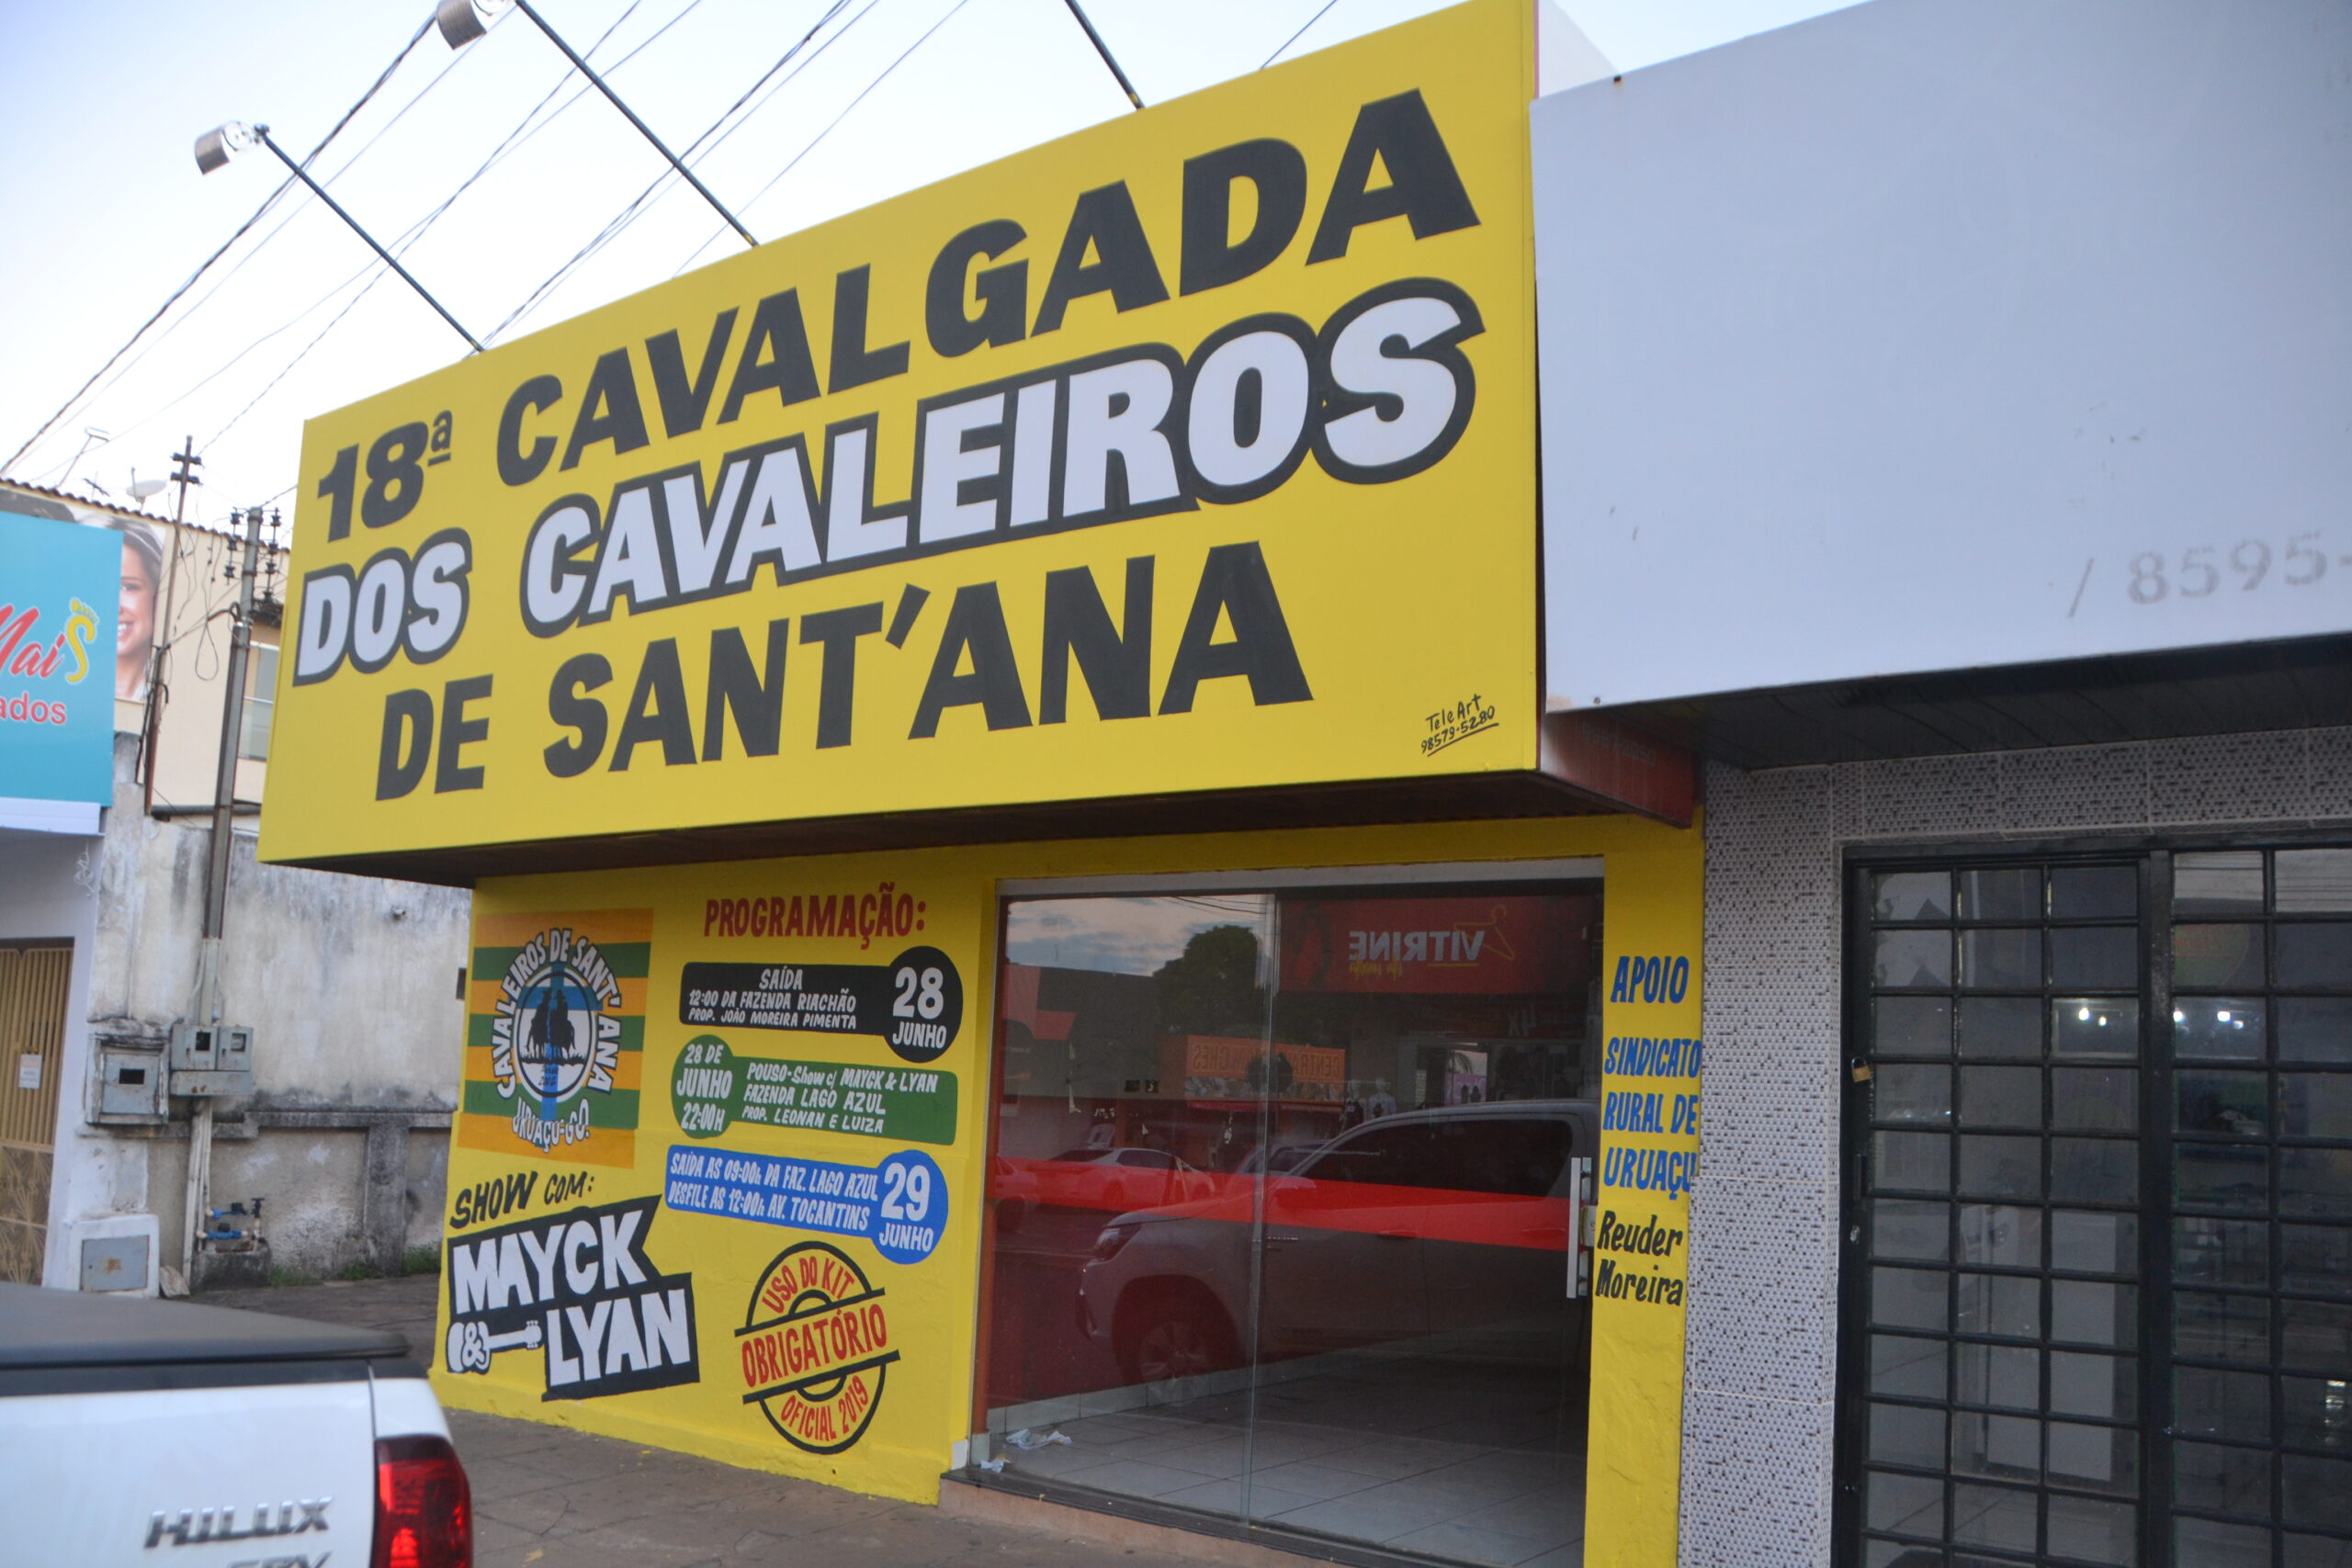 18ª CAVALGADA
DOS CAVALEIROS
DE SANT'ANA
TeleArt
98579-5280
/ 8595-
MaiS
ados
CAVALEIROS DE SANT'ANA
URUAÇU-GO.
PROGRAMAÇÃO:
SAÍDA
12:00 DA FAZENDA RIACHÃO
PROP. JOÃO MOREIRA PIMENTA
28
JUNHO
28 DE
JUNHO
22:00H
POUSO-Show c/ MAYCK & LYAN
FAZENDA LAGO AZUL
PROP. LEONAN E LUIZA
SAÍDA AS 09:00h DA FAZ. LAGO AZUL
DESFILE AS 12:00h AV. TOCANTINS
29
JUNHO
SHOW COM:
MAYCK
& LYAN
USO DO KIT
OBRIGATÓRIO
OFICIAL 2019
VITRINE
APOIO
SINDICATO
RURAL DE
URUAÇU
Reuder
Moreira
HILUX